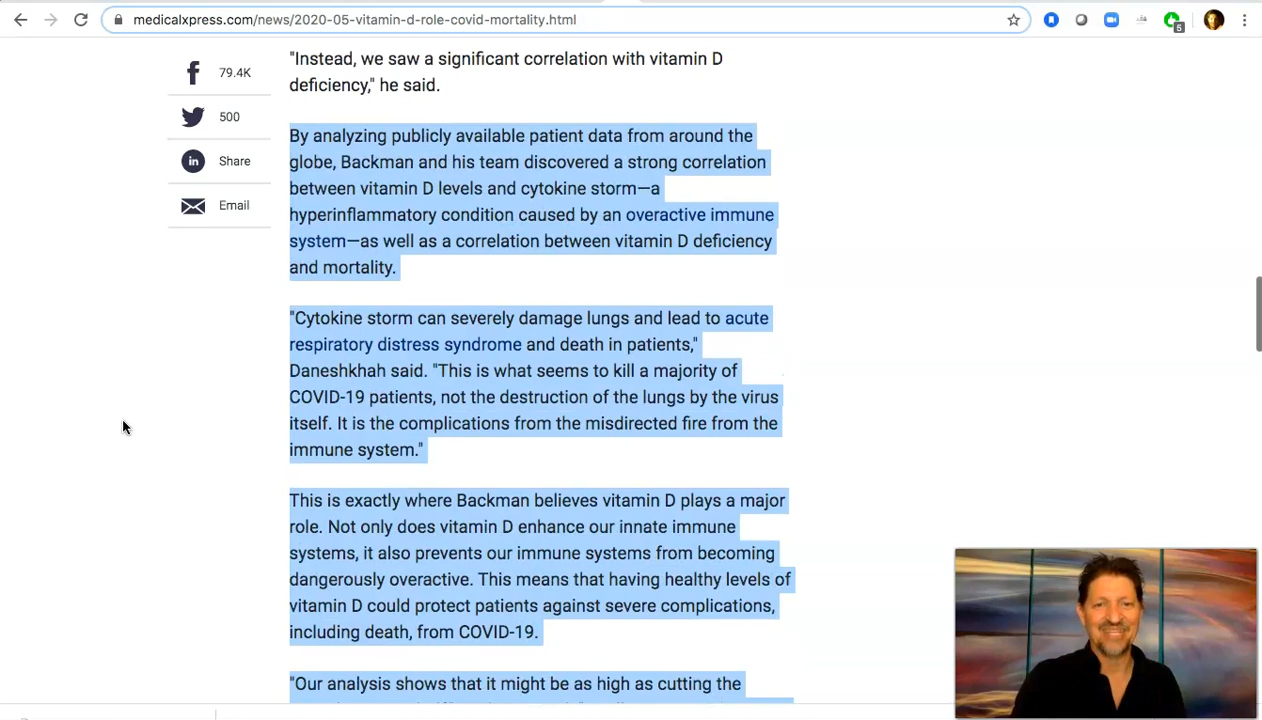 medicalxpress.com/news/2020-05-vitamin-d-role-covid-mortality.html
5
79.4K
500
in Share
Email
"Instead, we saw a significant correlation with vitamin D
deficiency," he said.
By analyzing publicly available patient data from around the
globe, Backman and his team discovered a strong correlation
between vitamin D levels and cytokine storm—a
hyperinflammatory condition caused by an overactive immune
system—as well as a correlation between vitamin D deficiency
and mortality.
"Cytokine storm can severely damage lungs and lead to acute
respiratory distress syndrome and death in patients,"
Daneshkhah said. "This is what seems to kill a majority of
COVID-19 patients, not the destruction of the lungs by the virus
itself. It is the complications from the misdirected fire from the
immune system."
This is exactly where Backman believes vitamin D plays a major
role. Not only does vitamin D enhance our innate immune
systems, it also prevents our immune systems from becoming
dangerously overactive. This means that having healthy levels of
vitamin D could protect patients against severe complications,
including death, from COVID-19.
"Our analysis shows that it might be as high as cutting the